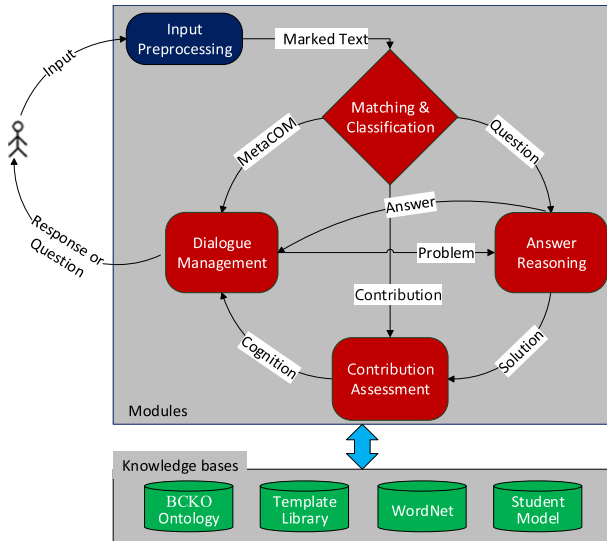 Input
Preprocessing
Marked Text
Input
Matching &
Classification
MetaCOM
Question
Answer
Response or
Question
Dialogue
Management
Problem
Answer
Reasoning
Contribution
Cognition
Contribution
Assessment
Solution
Modules
Knowledge bases
BCKO
Ontology
Template
Library
WordNet
Student
Model